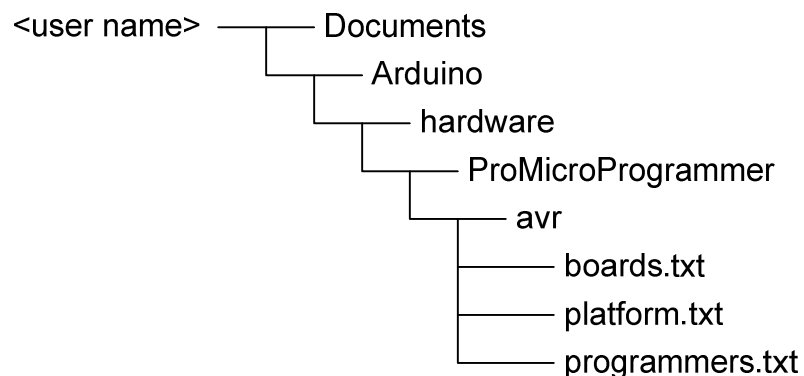 <user name> Documents
Arduino
hardware
ProMicroProgrammer
avr
boards.txt
platform.txt
programmers.txt